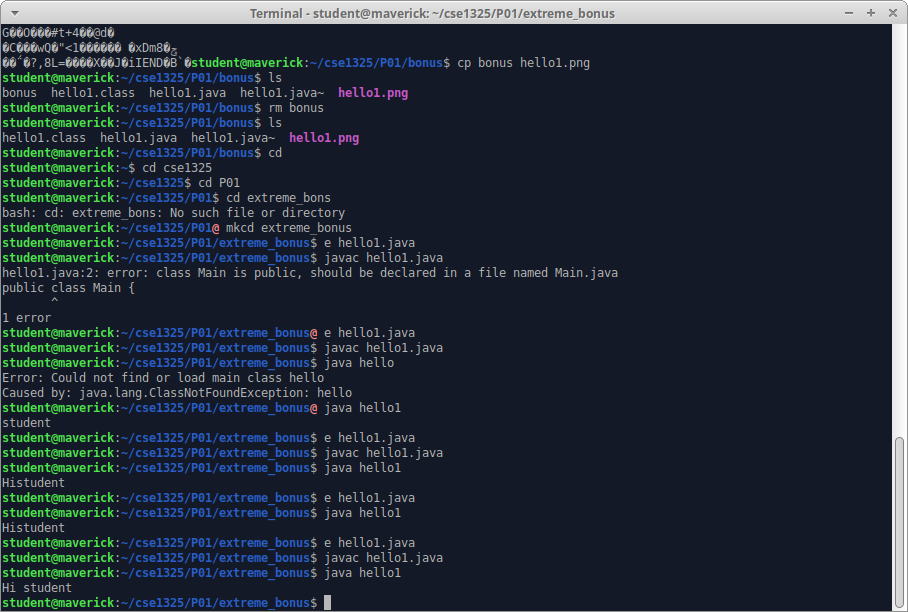 Terminal - student@maverick: ~/cse1325/P01/extreme_bonus
G��O���#t+4��@d�
�C���wQ�"<1������ �xDm8�
?,8L=����X��J�iIEND�B`�student@maverick:~/cse1325/P01/bonus$ cp bonus hello1.png
student@maverick:~/cse1325/P01/bonus$ ls
bonus  hello1.class  hello1.java  hello1.java~  hello1.png
student@maverick:~/cse1325/P01/bonus$ rm bonus
student@maverick:~/cse1325/P01/bonus$ ls
hello1.class  hello1.java  hello1.java~  hello1.png
student@maverick:~/cse1325/P01/bonus$ cd
student@maverick:~$ cd cse1325
student@maverick:~/cse1325$ cd P01
student@maverick:~/cse1325/P01$ cd extreme_bons
bash: cd: extreme_bons: No such file or directory
student@maverick:~/cse1325/P01@ mkcd extreme_bonus
student@maverick:~/cse1325/P01/extreme_bonus$ e hello1.java
student@maverick:~/cse1325/P01/extreme_bonus$ javac hello1.java
hello1.java:2: error: class Main is public, should be declared in a file named Main.java
public class Main {
       ^
1 error
student@maverick:~/cse1325/P01/extreme_bonus@ e hello1.java
student@maverick:~/cse1325/P01/extreme_bonus$ javac hello1.java
student@maverick:~/cse1325/P01/extreme_bonus$ java hello
Error: Could not find or load main class hello
Caused by: java.lang.ClassNotFoundException: hello
student@maverick:~/cse1325/P01/extreme_bonus@ java hello1
student
student@maverick:~/cse1325/P01/extreme_bonus$ e hello1.java
student@maverick:~/cse1325/P01/extreme_bonus$ javac hello1.java
student@maverick:~/cse1325/P01/extreme_bonus$ java hello1
Histudent
student@maverick:~/cse1325/P01/extreme_bonus$ e hello1.java
student@maverick:~/cse1325/P01/extreme_bonus$ java hello1
Histudent
student@maverick:~/cse1325/P01/extreme_bonus$ e hello1.java
student@maverick:~/cse1325/P01/extreme_bonus$ javac hello1.java
student@maverick:~/cse1325/P01/extreme_bonus$ java hello1
Hi student
student@maverick:~/cse1325/P01/extreme_bonus$